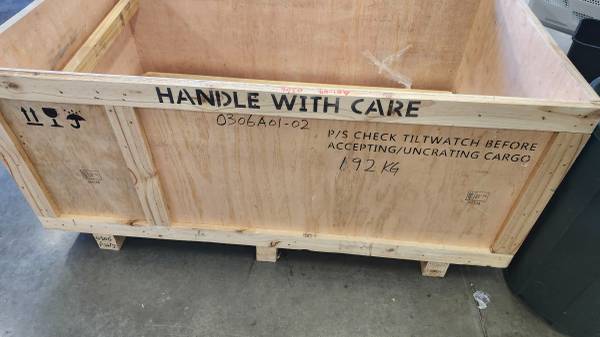 HANDLE WITH CARE
0306A01-02
P/S CHECK TILTWATCH BEFORE
ACCEPTING/UNCRATING CARGO
192 KG